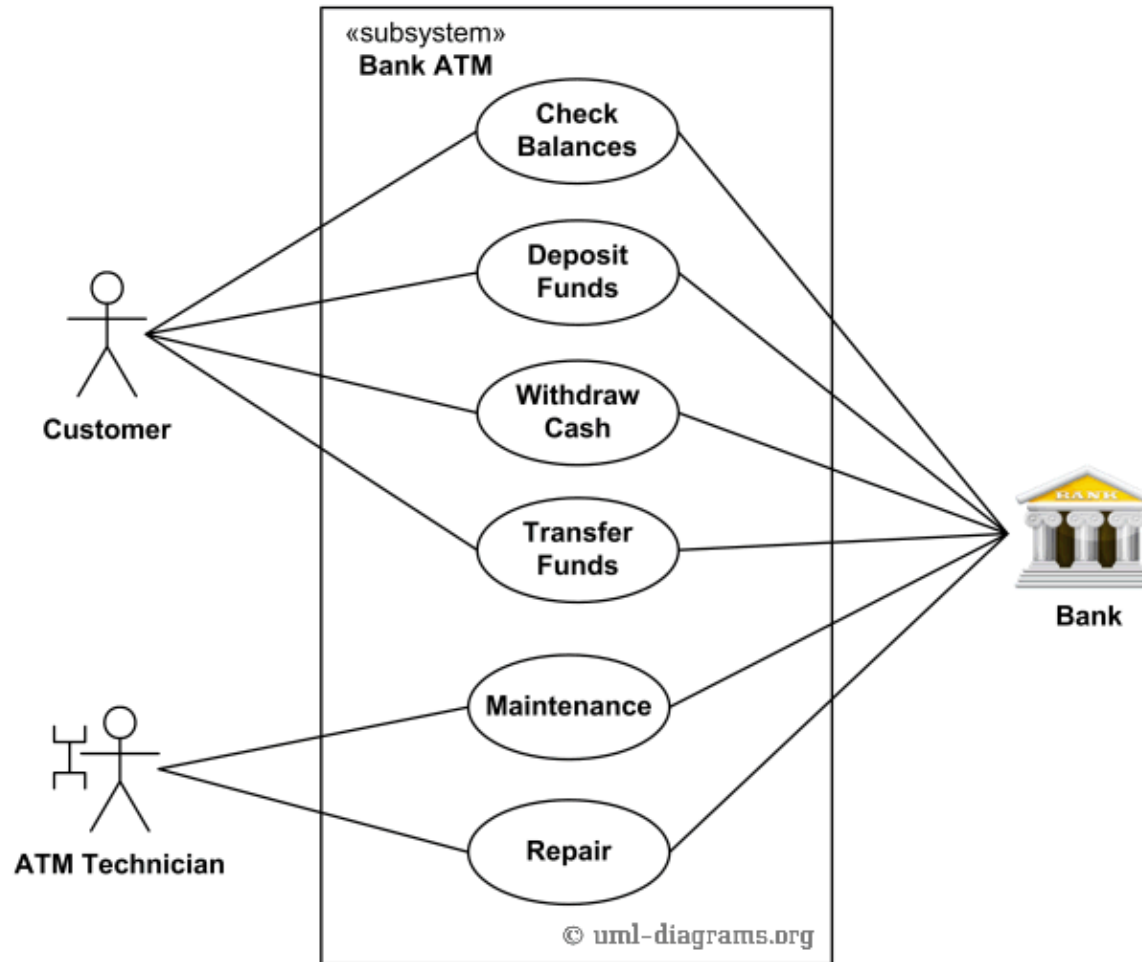 «subsystem»
Bank ATM
Check
Balances
Deposit
Funds
Customer
Withdraw
Cash
Transfer
Funds
BANK
Bank
Maintenance
ATM Technician
Repair
© uml-diagrams.org